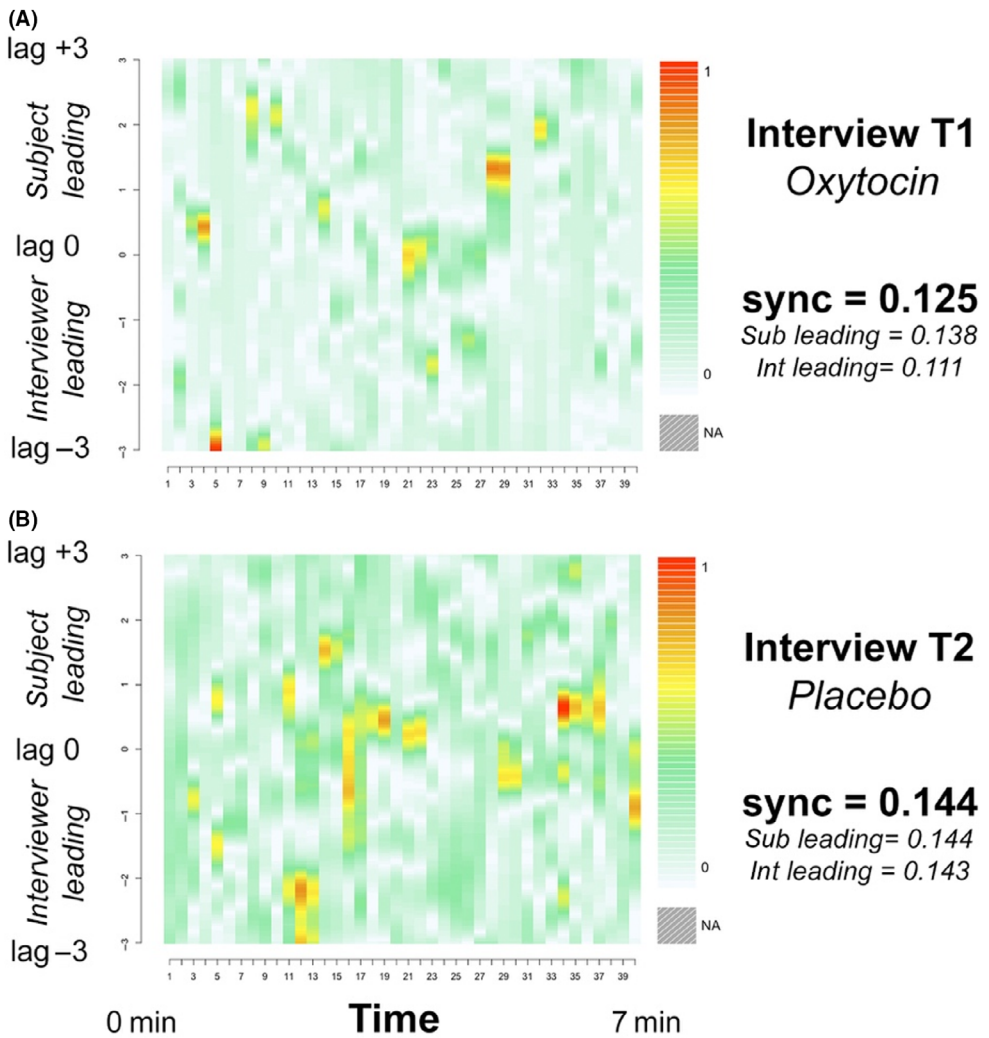 (A)
lag +3
Subject
leading
lag 0
Interviewer
leading
lag –3
3
2
1
0
–1
–2
–3
1 3 5 7 9 11 13 15 17 19 21 23 25 27 29 31 33 35 37 39
1
0
NA
Interview T1
Oxytocin
sync = 0.125
Sub leading = 0.138
Int leading= 0.111
(B)
lag +3
Subject
leading
lag 0
Interviewer
leading
lag –3
3
2
1
0
–1
–2
–3
1 3 5 7 9 11 13 15 17 19 21 23 25 27 29 31 33 35 37 39
1
0
NA
Interview T2
Placebo
sync = 0.144
Sub leading= 0.144
Int leading = 0.143
0 min Time 7 min